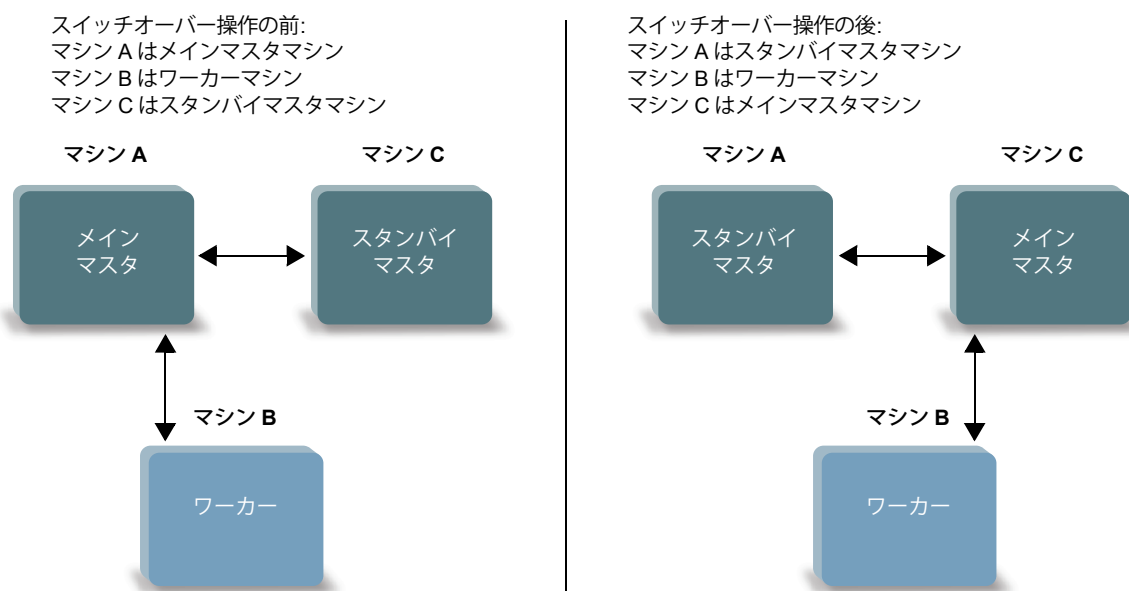 スイッチオーバー操作の前:
マシン A はメインマスタマシン
マシン B はワーカーマシン
マシン C はスタンバイマスタマシン
マシン A
マシン C
メイン
マスタ
スタンバイ
マスタ
マシン B
ワーカー
スイッチオーバー操作の後:
マシン A はスタンバイマスタマシン
マシン B はワーカーマシン
マシン C はメインマスタマシン
マシン A
マシン C
スタンバイ
マスタ
メイン
マスタ
マシン B
ワーカー